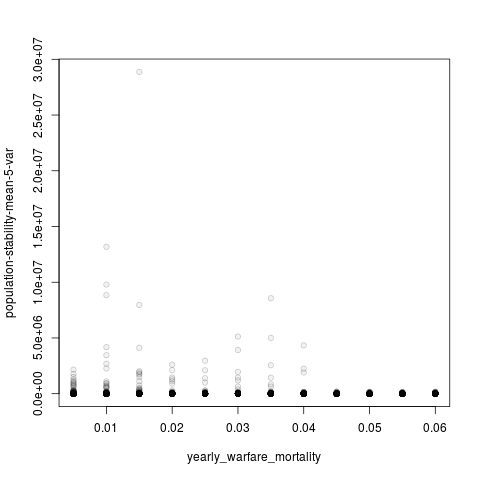 3.0e+07
2.5e+07
2.0e+07
1.5e+07
1.0e+07
5.0e+06
0.0e+00
population-stability-mean-5-var
0.01 0.02 0.03 0.04 0.05 0.06
yearly_warfare_mortality